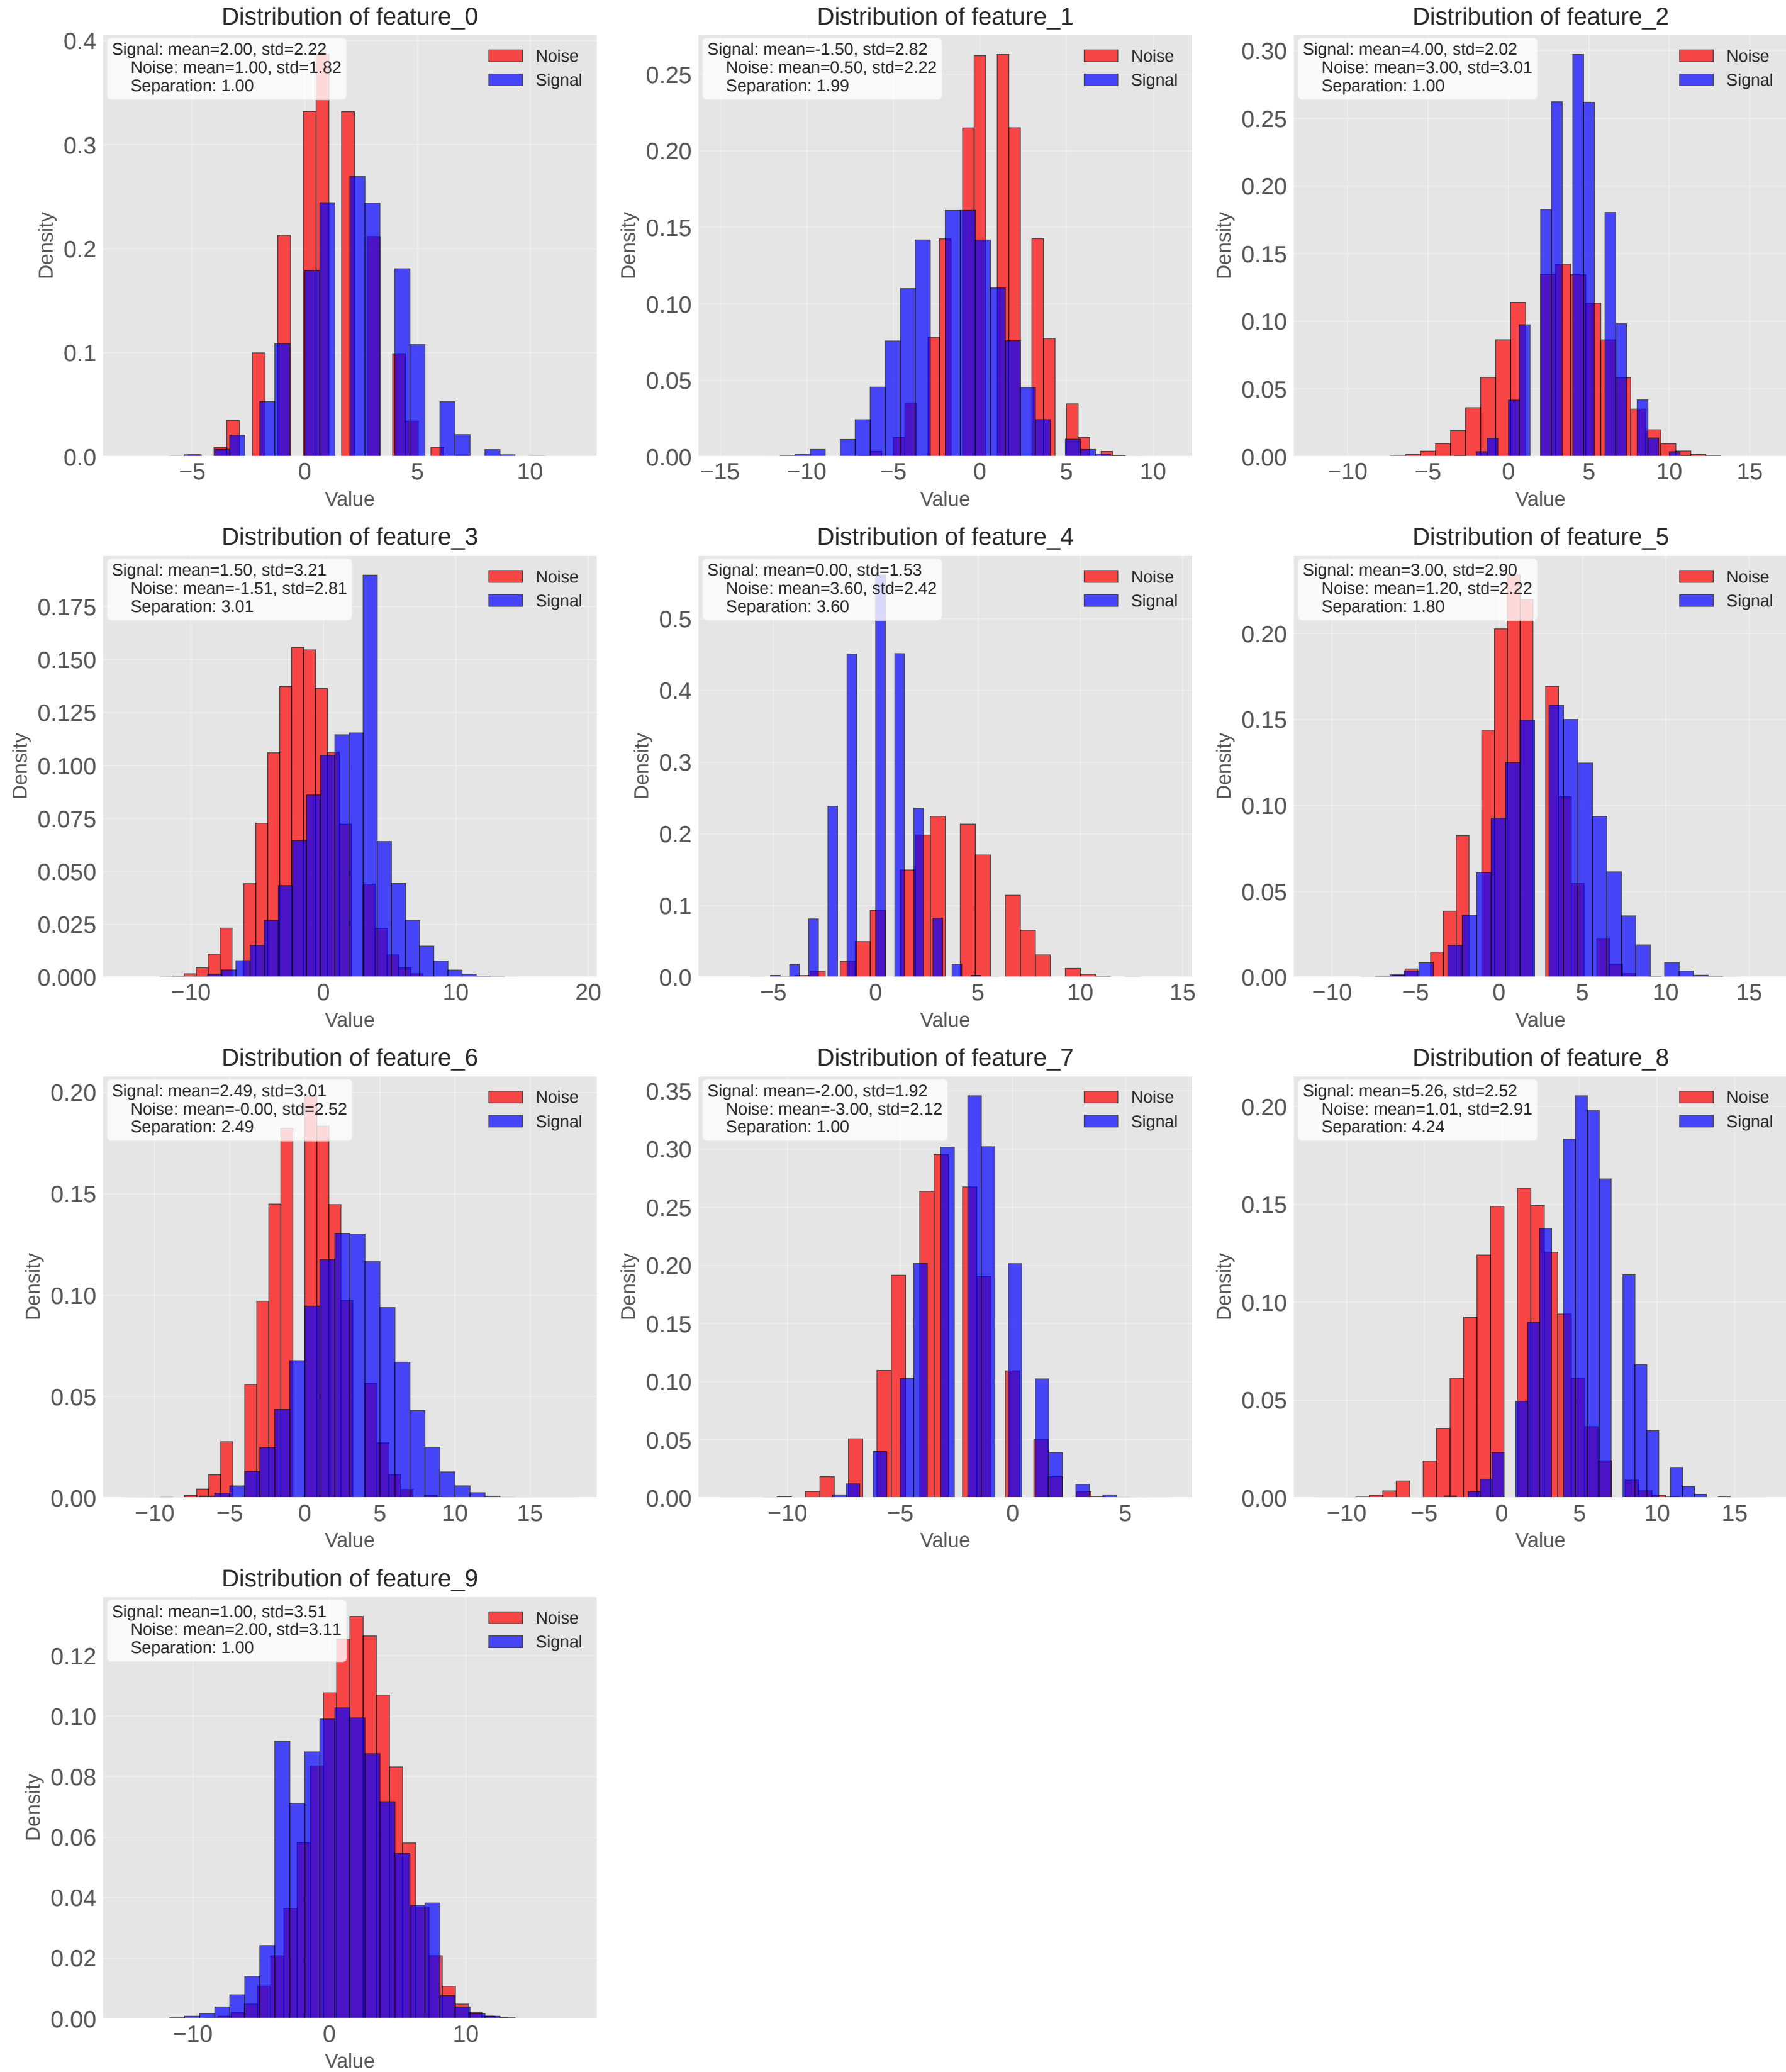 Distribution of feature_0
Signal: mean=2.00, std=2.22
Noise: mean=1.00, std=1.82
Separation: 1.00
Noise
Signal
0.4
0.3
0.2
0.1
0.0
Density
−5
0
5
10
Value
Distribution of feature_1
Signal: mean=-1.50, std=2.82
Noise: mean=0.50, std=2.22
Separation: 1.99
Noise
Signal
0.25
0.20
0.15
0.10
0.05
0.00
Density
−15
−10
−5
0
5
10
Value
Distribution of feature_2
Signal: mean=4.00, std=2.02
Noise: mean=3.00, std=3.01
Separation: 1.00
Noise
Signal
0.30
0.25
0.20
0.15
0.10
0.05
0.00
Density
−10
−5
0
5
10
15
Value
Distribution of feature_3
Signal: mean=1.50, std=3.21
Noise: mean=-1.51, std=2.81
Separation: 3.01
Noise
Signal
0.175
0.150
0.125
0.100
0.075
0.050
0.025
0.000
Density
−10
0
10
20
Value
Distribution of feature_4
Signal: mean=0.00, std=1.53
Noise: mean=3.60, std=2.42
Separation: 3.60
Noise
Signal
0.5
0.4
0.3
0.2
0.1
0.0
Density
−5
0
5
10
15
Value
Distribution of feature_5
Signal: mean=3.00, std=2.90
Noise: mean=1.20, std=2.22
Separation: 1.80
Noise
Signal
0.20
0.15
0.10
0.05
0.00
Density
−10
−5
0
5
10
15
Value
Distribution of feature_6
Signal: mean=2.49, std=3.01
Noise: mean=-0.00, std=2.52
Separation: 2.49
Noise
Signal
0.20
0.15
0.10
0.05
0.00
Density
−10
−5
0
5
10
15
Value
Distribution of feature_7
Signal: mean=-2.00, std=1.92
Noise: mean=-3.00, std=2.12
Separation: 1.00
Noise
Signal
0.35
0.30
0.25
0.20
0.15
0.10
0.05
0.00
Density
−10
−5
0
5
Value
Distribution of feature_8
Signal: mean=5.26, std=2.52
Noise: mean=1.01, std=2.91
Separation: 4.24
Noise
Signal
0.20
0.15
0.10
0.05
0.00
Density
−10
−5
0
5
10
15
Value
Distribution of feature_9
Signal: mean=1.00, std=3.51
Noise: mean=2.00, std=3.11
Separation: 1.00
Noise
Signal
0.12
0.10
0.08
0.06
0.04
0.02
0.00
Density
−10
0
10
Value